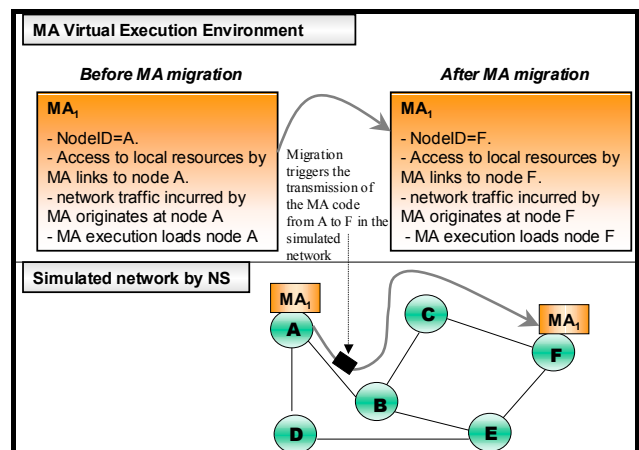 MA Virtual Execution Environment
Before MA migration
After MA migration
MA1
- NodeID=A.
- Access to local resources by
MA links to node A.
- network traffic incurred by
MA originates at node A
- MA execution loads node A
Migration
triggers the
transmission of
the MA code
from A to F in the
simulated
network
MA1
- NodeID=F.
- Access to local resources by
MA links to node F.
- network traffic incurred by
MA originates at node F
- MA execution loads node F
Simulated network by NS
MA1
A
C
MA1
F
B
D
E